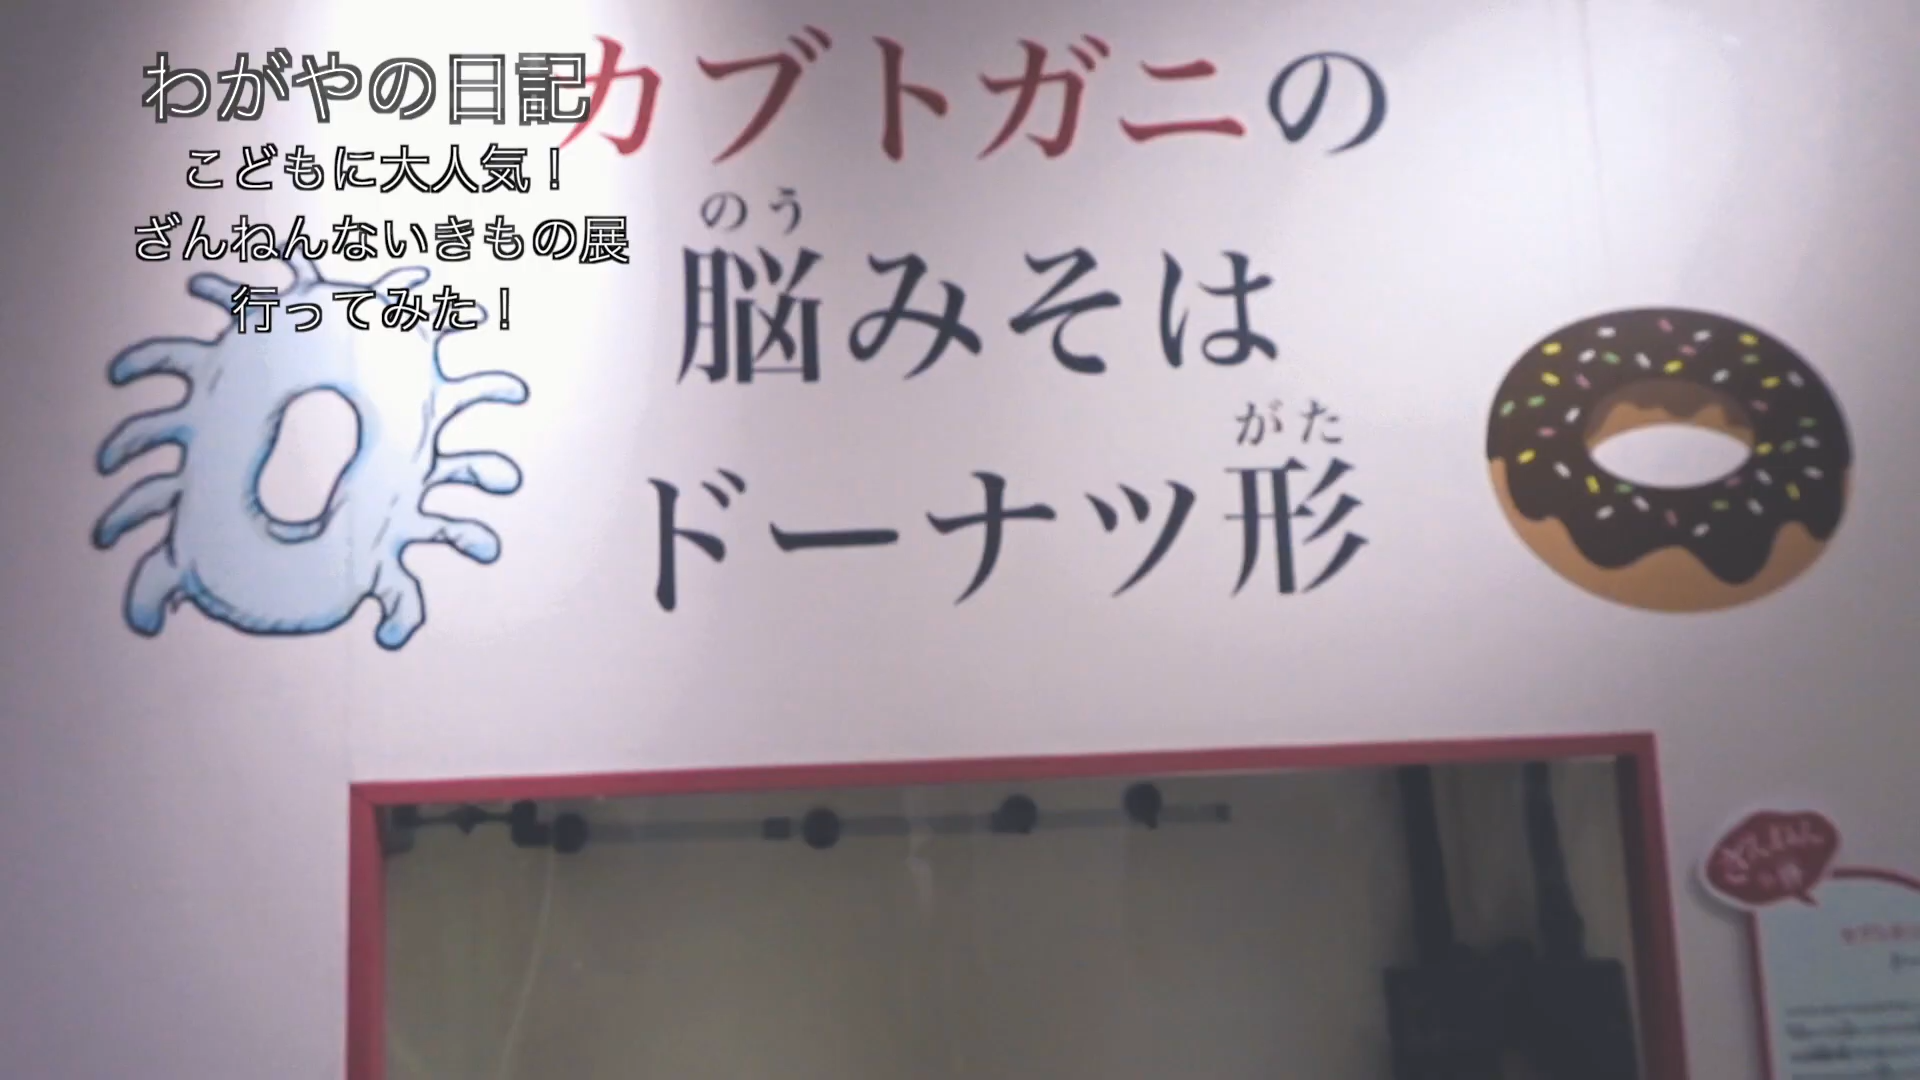 わがやの日記
こどもに大人気！
ざんねんないきもの展
行ってみた！
カブトガニの
のう
脳みそは
がた
ドーナツ形